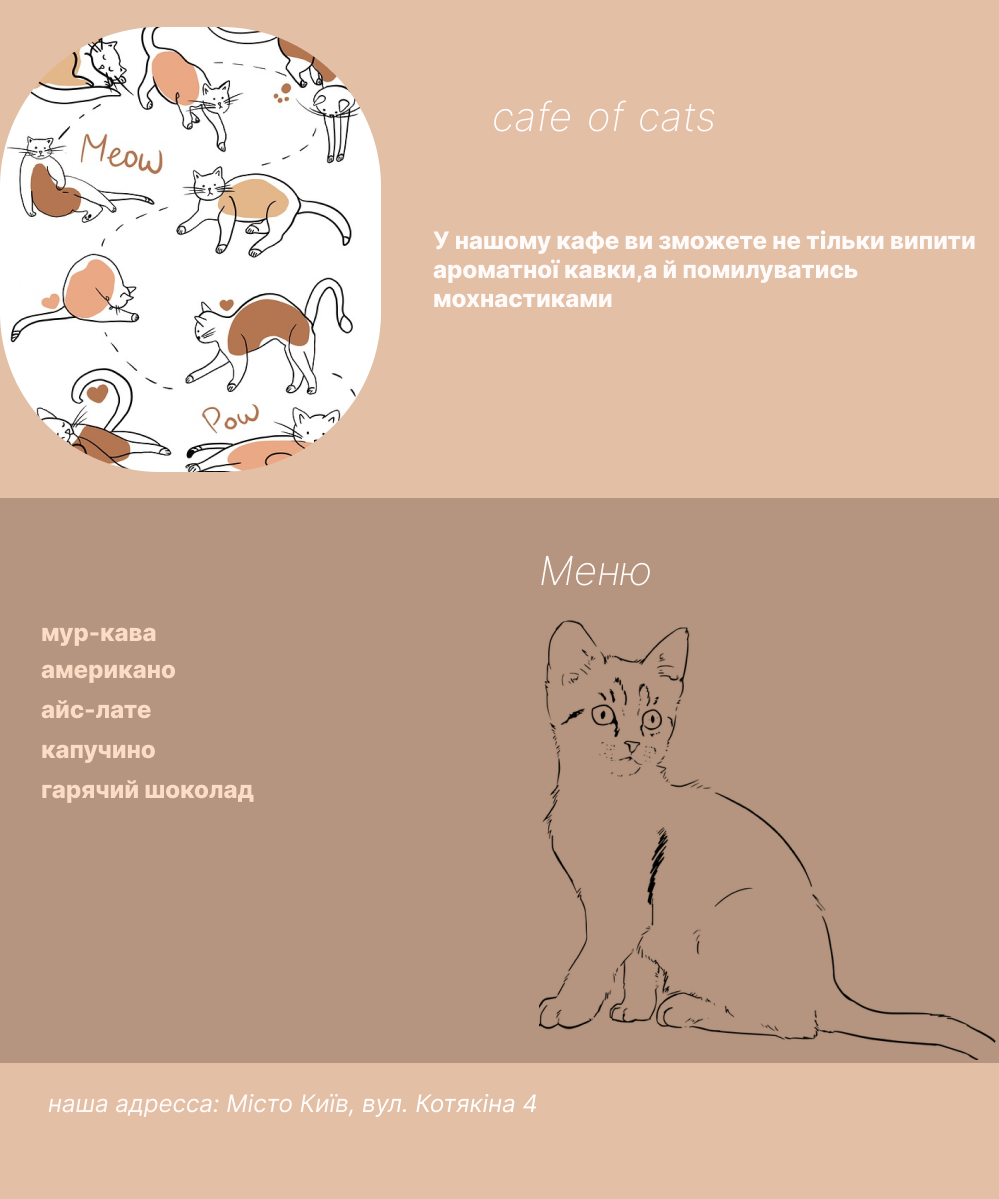 Meow
Pow
cafe of cats
У нашому кафе ви зможете не тільки випити
ароматної кавки,а й помилуватись
мохнастиками
Меню
мур-кава
американо
айс-лате
капучино
гарячий шоколад
наша адресса: Місто Київ, вул. Котякіна 4